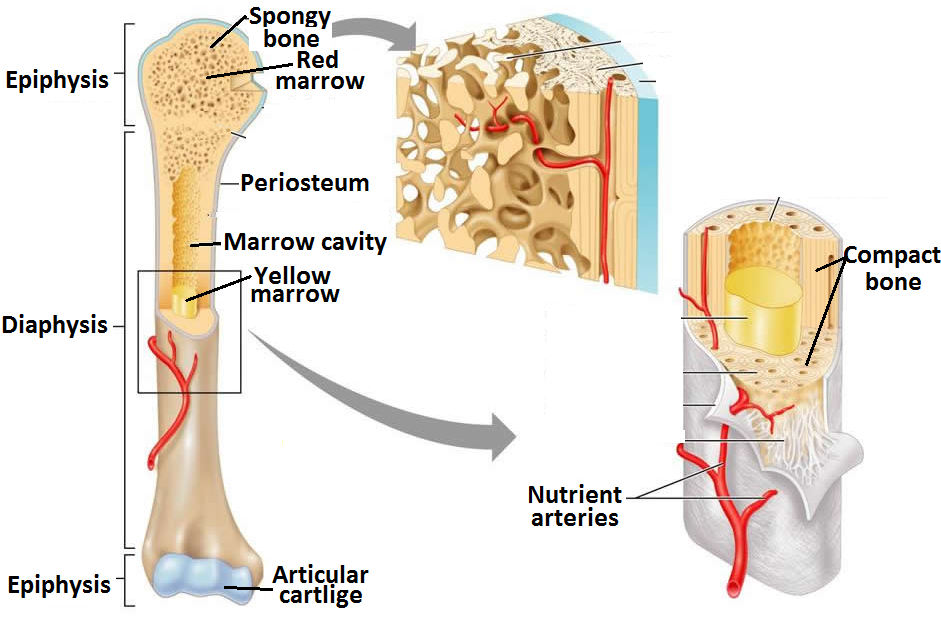 Spongy
bone
Red
marrow
Epiphysis
Periosteum
Marrow cavity
Yellow
marrow
Diaphysis
Compact
bone
Nutrient
arteries
Epiphysis
Articular
cartlige